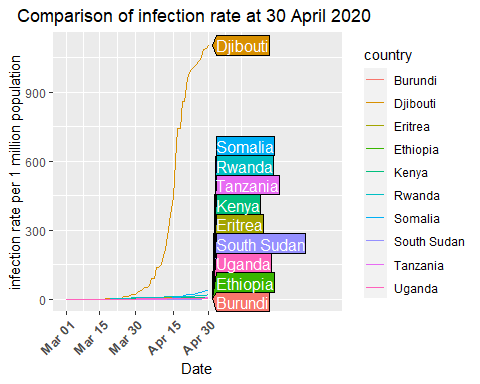 Comparison of infection rate at 30 April 2020
infection rate per 1 million population
900
600
300
0
Djibouti
Somalia
Rwanda
Tanzania
Kenya
Eritrea
South Sudan
Uganda
Ethiopia
Burundi
Mar 01
Mar 15
Mar 30
Apr 15
Apr 30
Date
country
Burundi
Djibouti
Eritrea
Ethiopia
Kenya
Rwanda
Somalia
South Sudan
Tanzania
Uganda